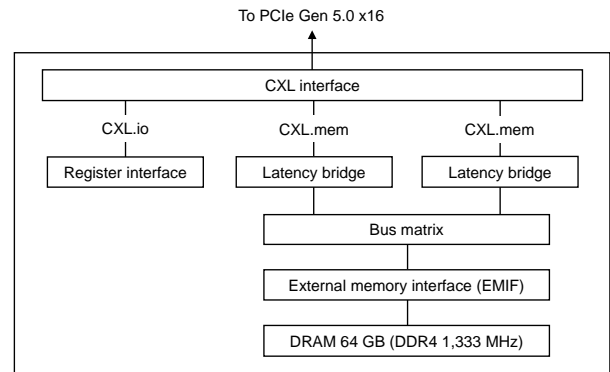 To PCIe Gen 5.0 x16
CXL interface
CXL.io
CXL.mem
CXL.mem
Register interface
Latency bridge
Latency bridge
Bus matrix
External memory interface (EMIF)
DRAM 64 GB (DDR4 1,333 MHz)